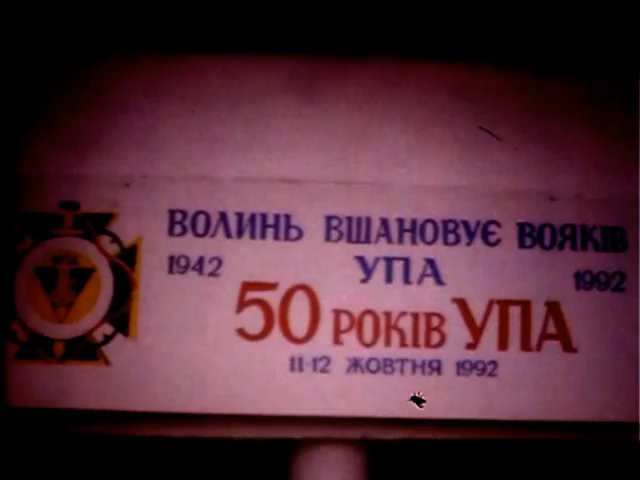 ВОЛИНЬ ВШАНОВУЄ ВОЯКІВ
1942 УПА 1992
50 РОКІВ УПА
11-12 ЖОВТНЯ 1992